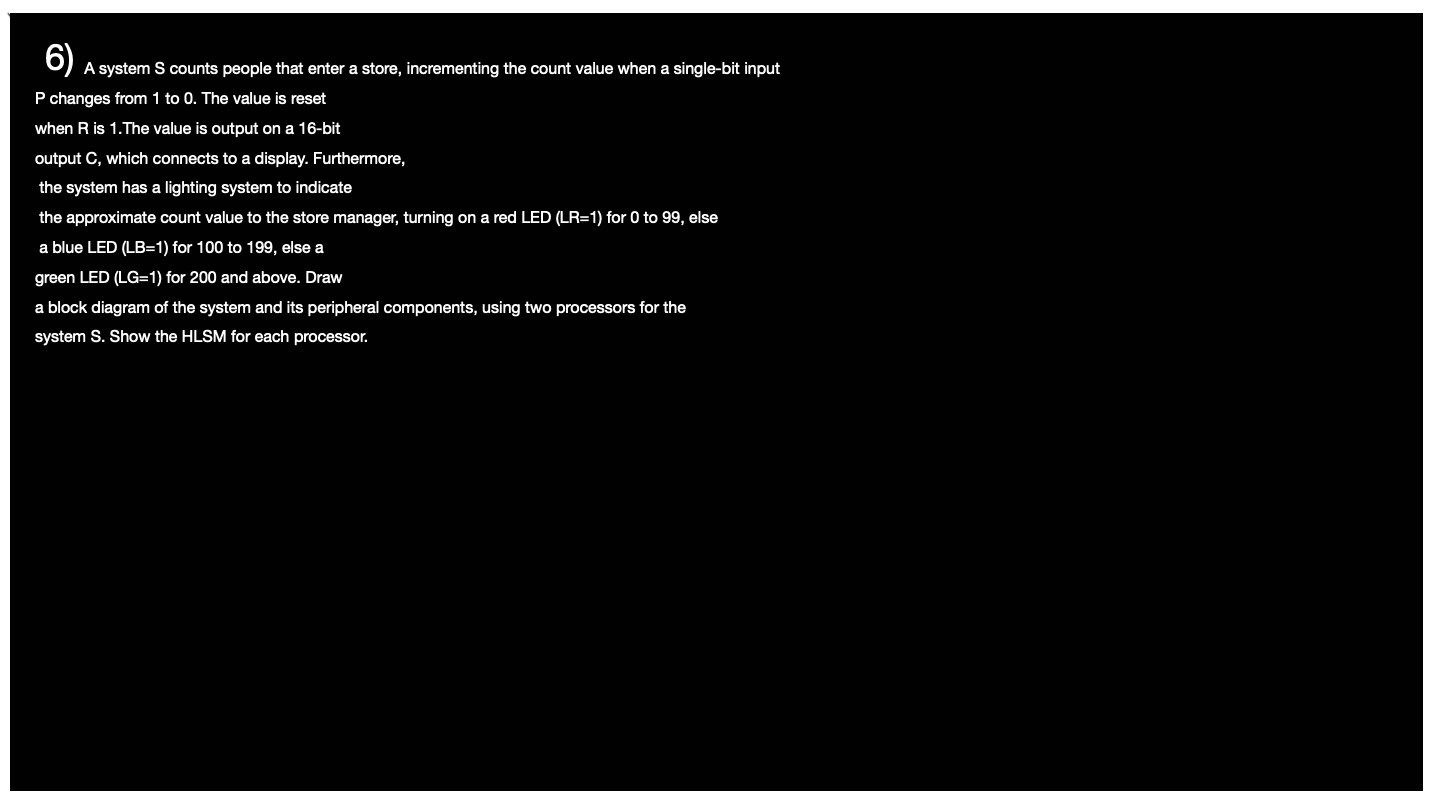 6) A system S counts people that enter a store, incrementing the count value when a single-bit input
P changes from 1 to 0. The value is reset
when R is 1.The value is output on a 16-bit
output C, which connects to a display. Furthermore,
the system has a lighting system to indicate
the approximate count value to the store manager, turning on a red LED (LR=1) for 0 to 99, else
a blue LED (LB=1) for 100 to 199, else a
green LED (LG=1) for 200 and above. Draw
a block diagram of the system and its peripheral components, using two processors for the
system S. Show the HLSM for each processor.